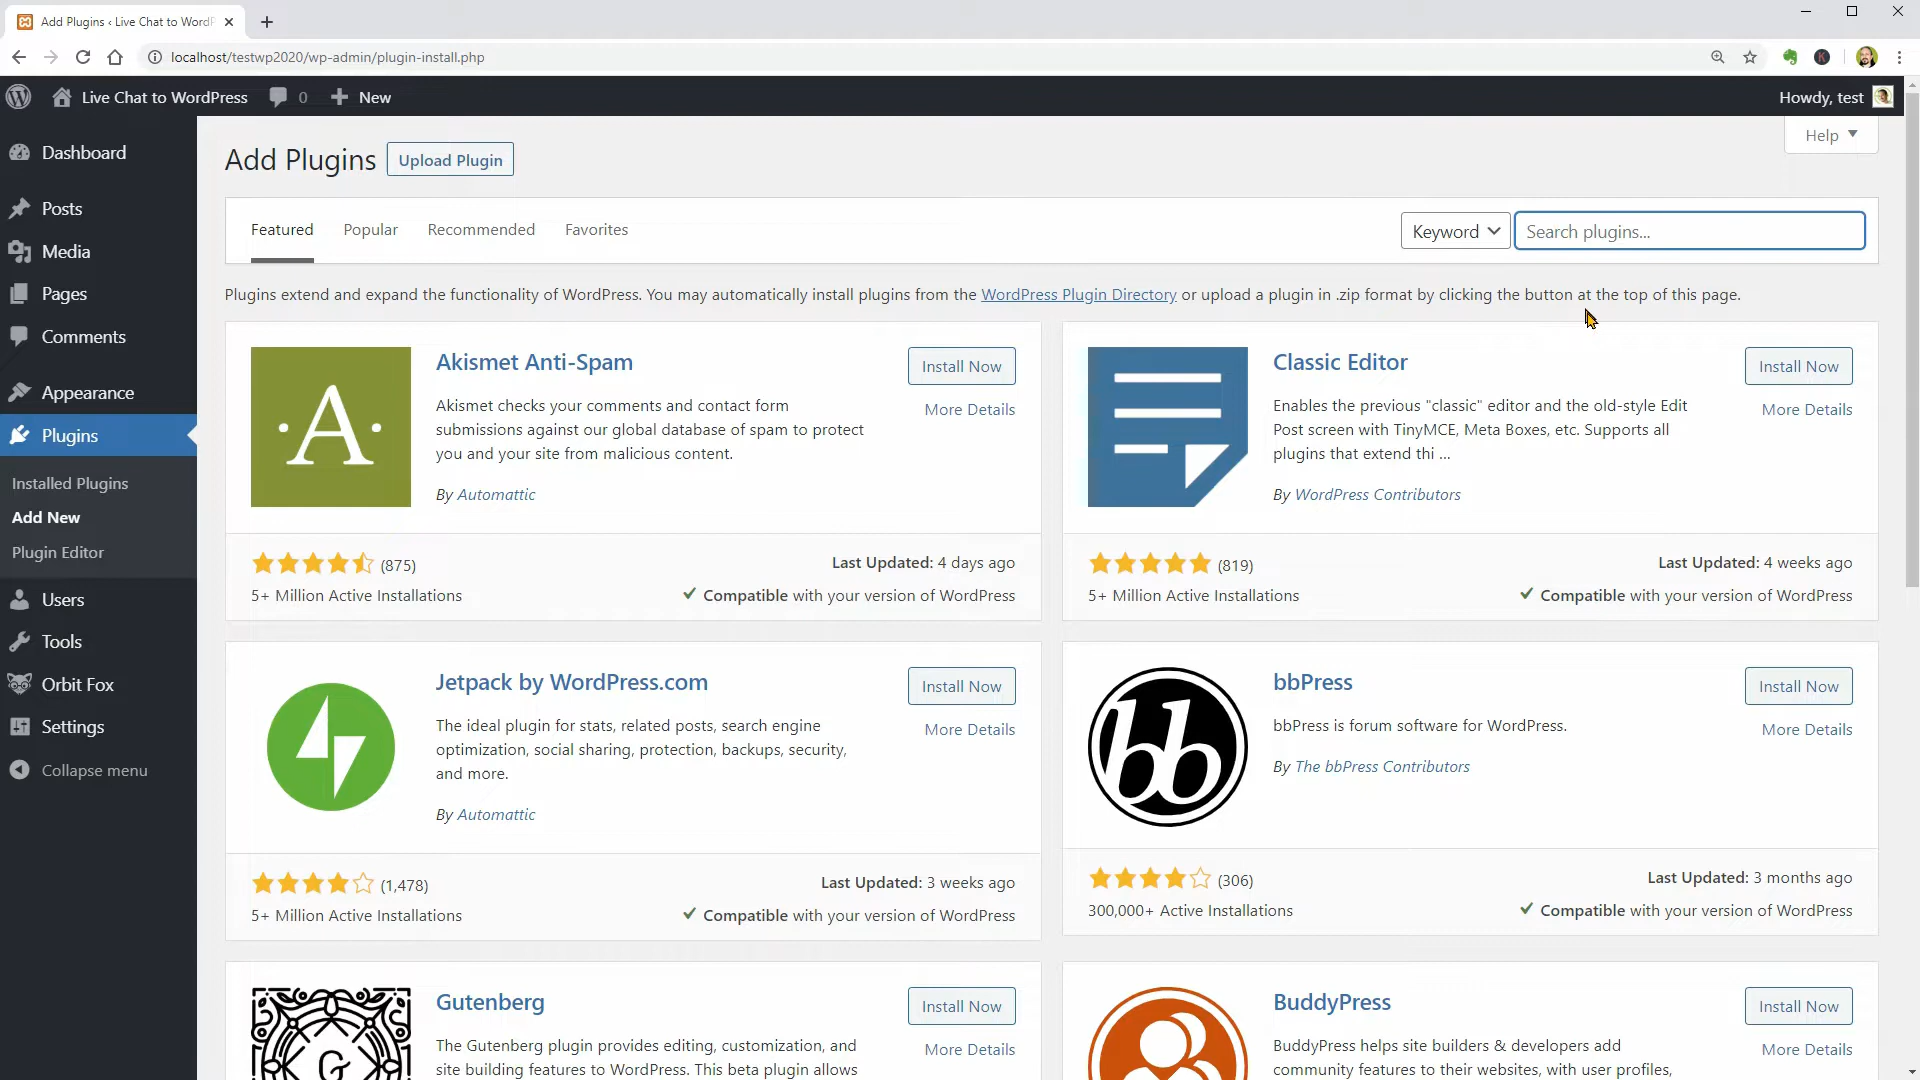 Add Plugins ‹ Live Chat to WordP
localhost/testwp2020/wp-admin/plugin-install.php
K
Live Chat to WordPress
0
New
Howdy, test
Dashboard
Posts
Media
Pages
Comments
Appearance
Plugins
Installed Plugins
Add New
Plugin Editor
Users
Tools
Orbit Fox
Settings
Collapse menu
Help
Add Plugins
Upload Plugin
Featured Popular Recommended Favorites
Keyword
Search plugins...
Plugins extend and expand the functionality of WordPress. You may automatically install plugins from the WordPress Plugin Directory or upload a plugin in .zip format by clicking the button at the top of this page.
·A·
Akismet Anti-Spam
Install Now
More Details
Akismet checks your comments and contact form
submissions against our global database of spam to protect
you and your site from malicious content.
By Automattic
(875)
5+ Million Active Installations
Last Updated: 4 days ago
Compatible with your version of WordPress
Classic Editor
Install Now
More Details
Enables the previous "classic" editor and the old-style Edit
Post screen with TinyMCE, Meta Boxes, etc. Supports all
plugins that extend thi ...
By WordPress Contributors
(819)
5+ Million Active Installations
Last Updated: 4 weeks ago
Compatible with your version of WordPress
Jetpack by WordPress.com
Install Now
More Details
The ideal plugin for stats, related posts, search engine
optimization, social sharing, protection, backups, security,
and more.
By Automattic
(1,478)
5+ Million Active Installations
Last Updated: 3 weeks ago
Compatible with your version of WordPress
bb
bbPress
Install Now
More Details
bbPress is forum software for WordPress.
By The bbPress Contributors
(306)
300,000+ Active Installations
Last Updated: 3 months ago
Compatible with your version of WordPress
G
Gutenberg
Install Now
More Details
The Gutenberg plugin provides editing, customization, and
site building features to WordPress. This beta plugin allows
BuddyPress
Install Now
More Details
BuddyPress helps site builders & developers add
community features to their websites, with user profiles,